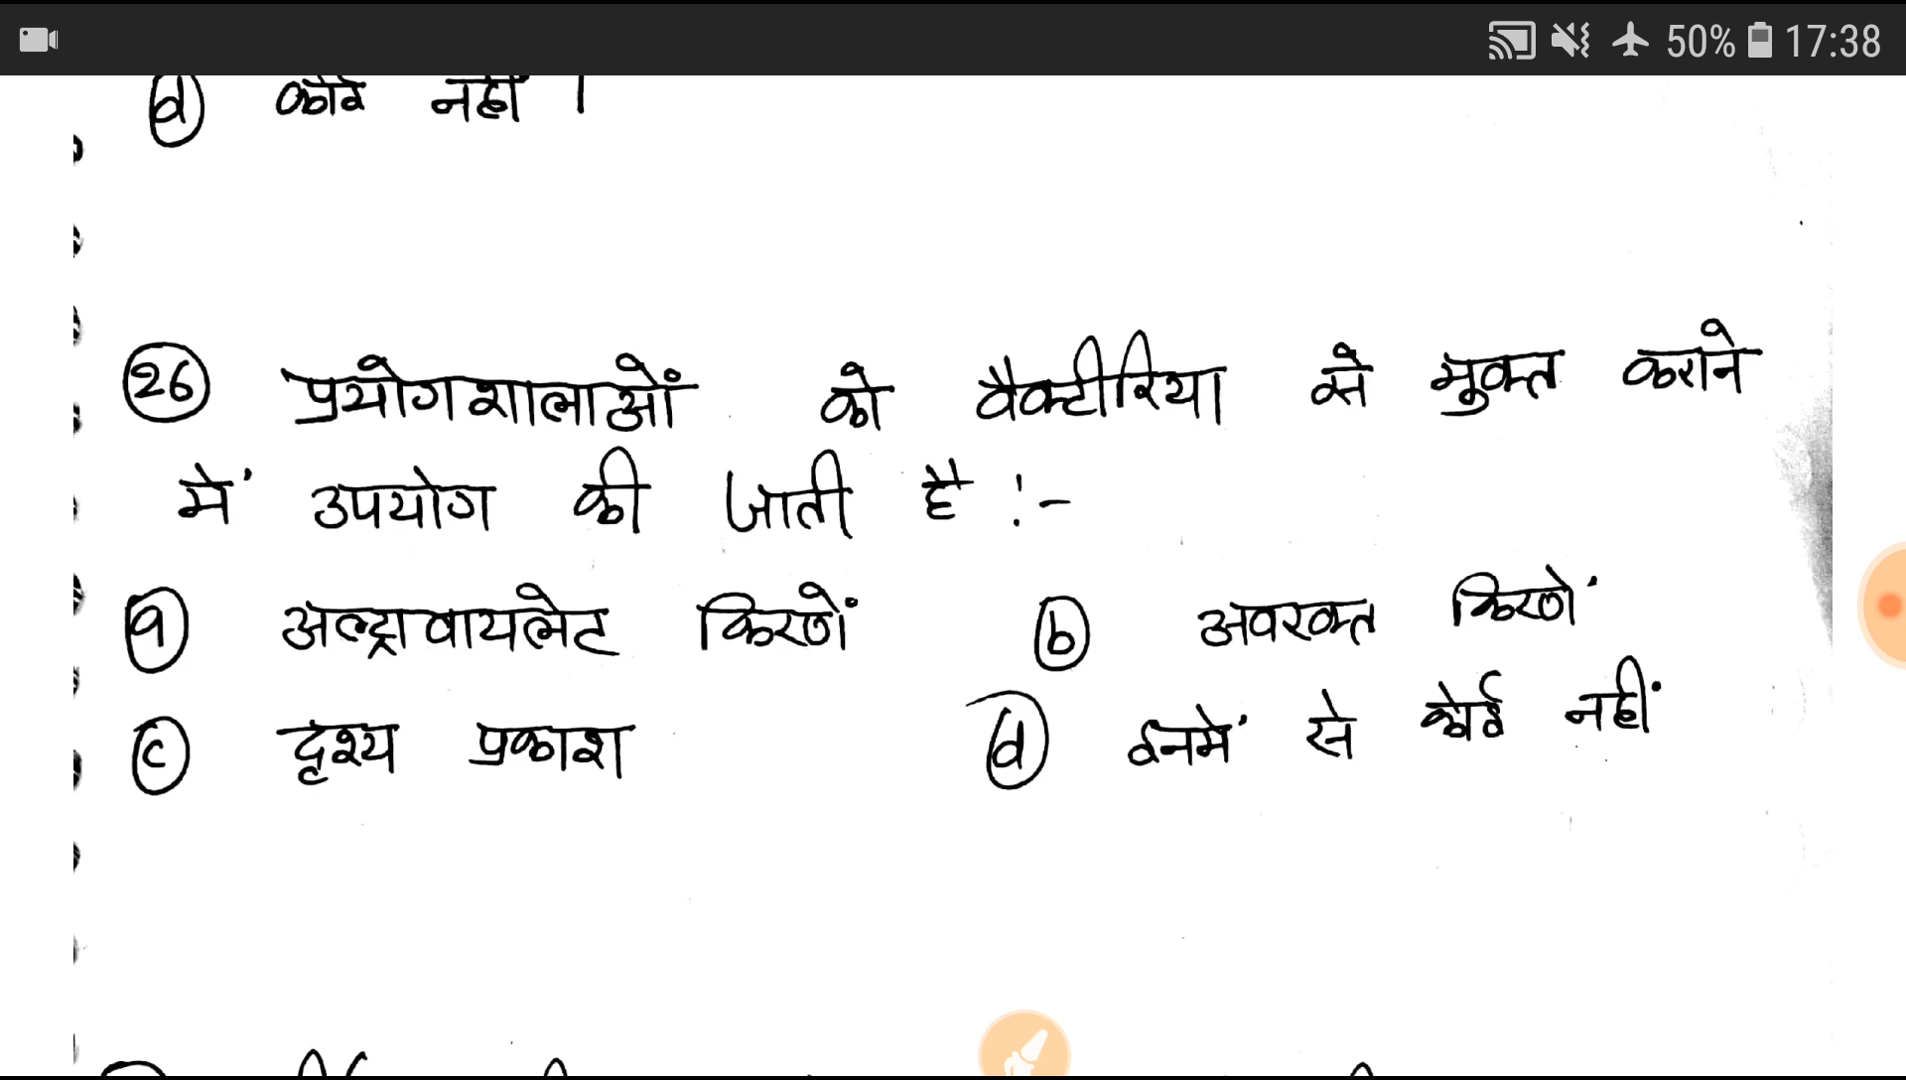 50% 17:38
d कोई नहीं ।
26 प्रयोगशालाओं को वैक्टीरिया से मुक्त कराने
में उपयोग की जाती है :-
a अल्ट्रावायलेट किरणों b अवरक्त किरणों
c दृश्य प्रकाश d इनमें से कोई नहीं